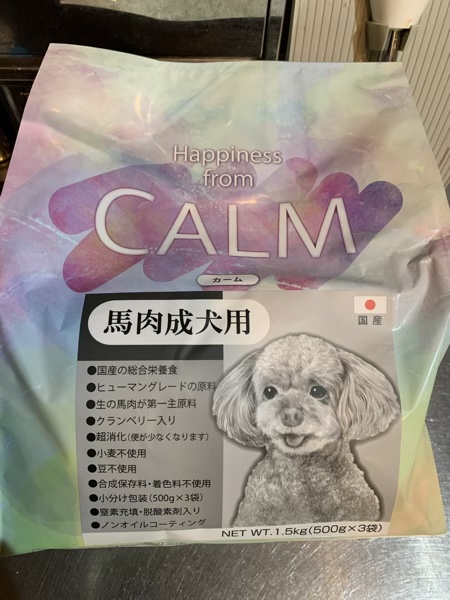 Happiness
from
CALM
カーム
馬肉成犬用
国産
●国産の総合栄養食
●ヒューマングレードの原料
●生の馬肉が第一主原料
●クランベリー入り
●超消化(便が少なくなります)
●小麦不使用
●豆不使用
●合成保存料・着色料不使用
●小分け包装(500g×3袋)
●窒素充填・脱酸素剤入り
●ノンオイルコーティング
NET WT.1.5kg(500g×3袋)